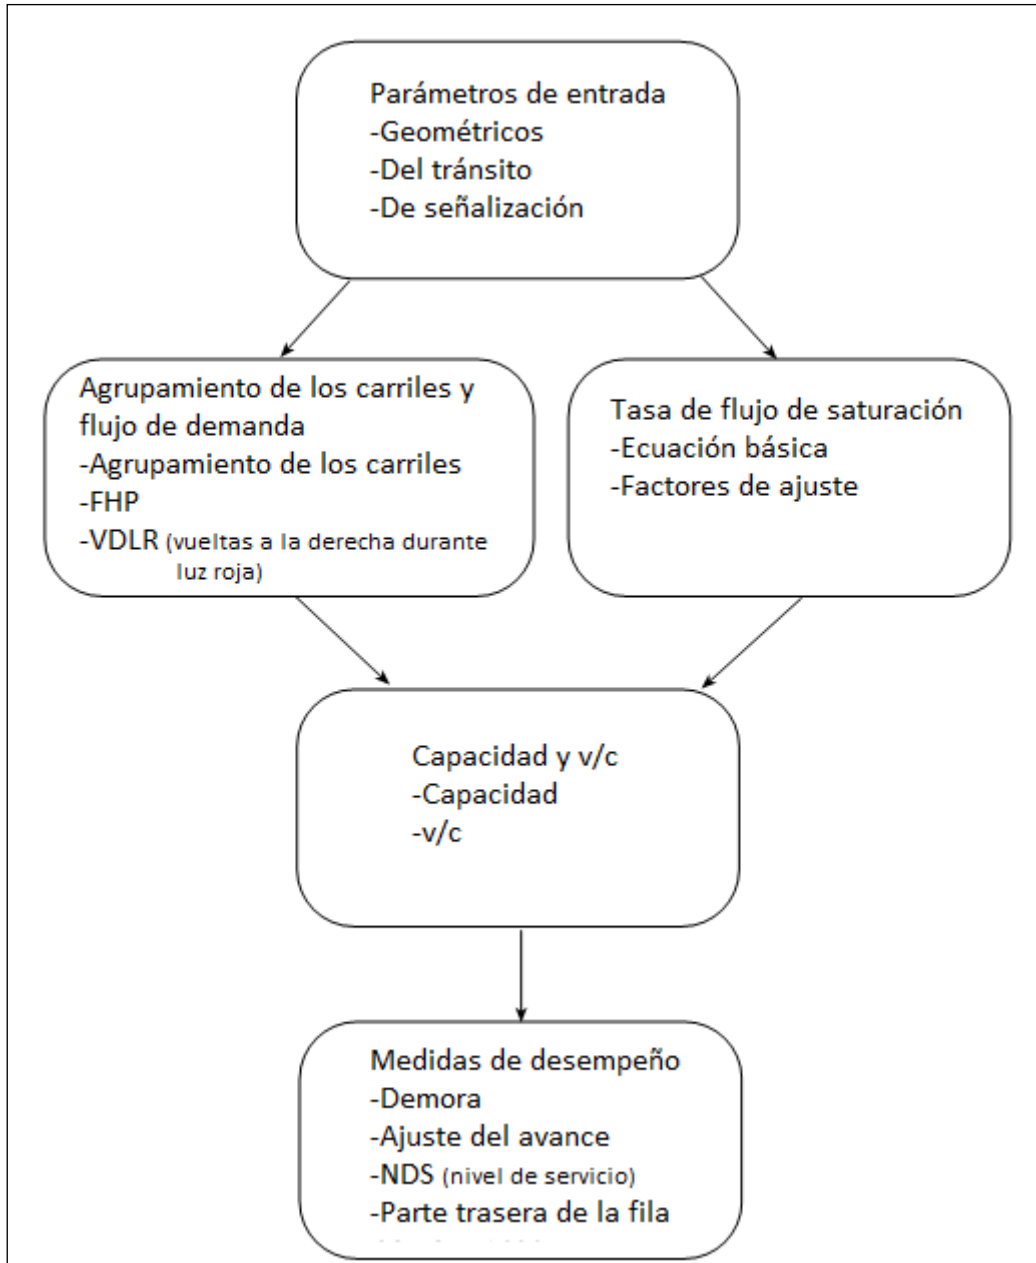 Parámetros de entrada
-Geométricos
-Del tránsito
-De señalización
Agrupamiento de los carriles y
flujo de demanda
-Agrupamiento de los carriles
-FHP
-VDLR (vueltas a la derecha durante
luz roja)
Tasa de flujo de saturación
-Ecuación básica
-Factores de ajuste
Capacidad y v/c
-Capacidad
-v/c
Medidas de desempeño
-Demora
-Ajuste del avance
-NDS (nivel de servicio)
-Parte trasera de la fila